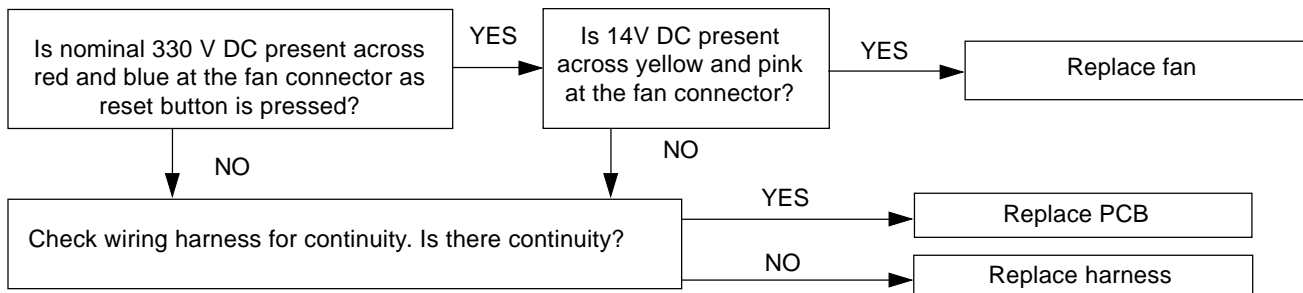 Is nominal 330 V DC present across
red and blue at the fan connector as
reset button is pressed?
YES
Is 14V DC present
across yellow and pink
at the fan connector?
YES
Replace fan
NO
NO
Check wiring harness for continuity. Is there continuity?
YES
Replace PCB
NO
Replace harness